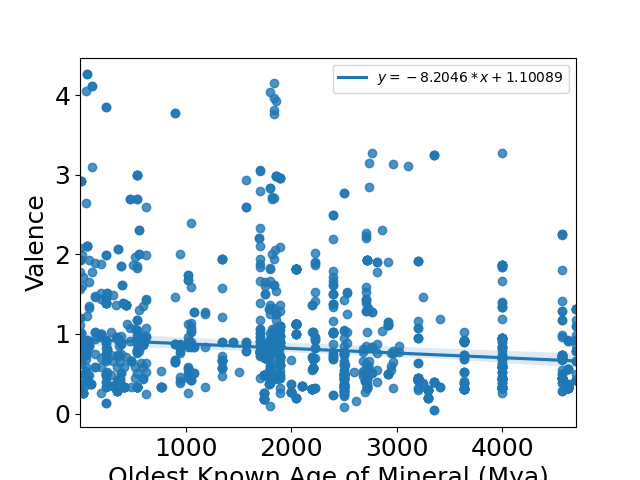 y = − 8.2046 * x + 1.10089
4
3
2
1
0
Valence
1000 2000 3000 4000
Oldest Known Age of Mineral (Mya)